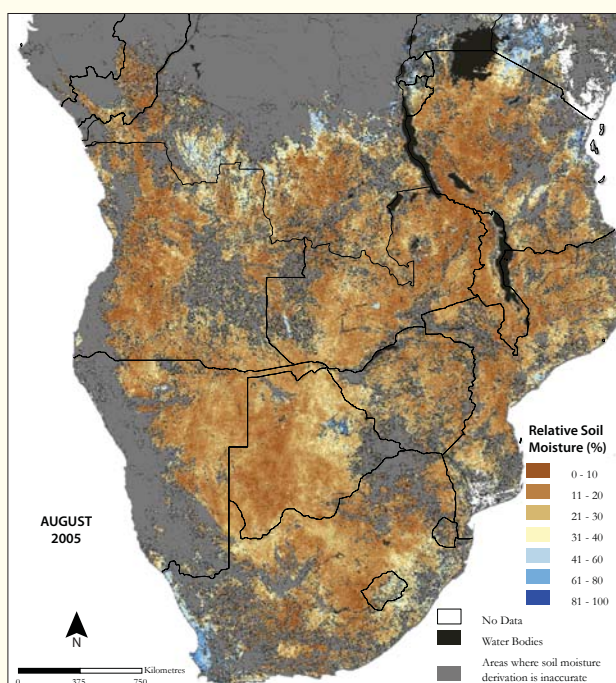 Relative Soil
Moisture (%)
0 - 10
11 - 20
21 - 30
31 - 40
41 - 60
61 - 80
81 - 100
AUGUST
2005
N
No Data
Water Bodies
Areas where soil moisture
derivation is inaccurate
Kilometres
0 375 750